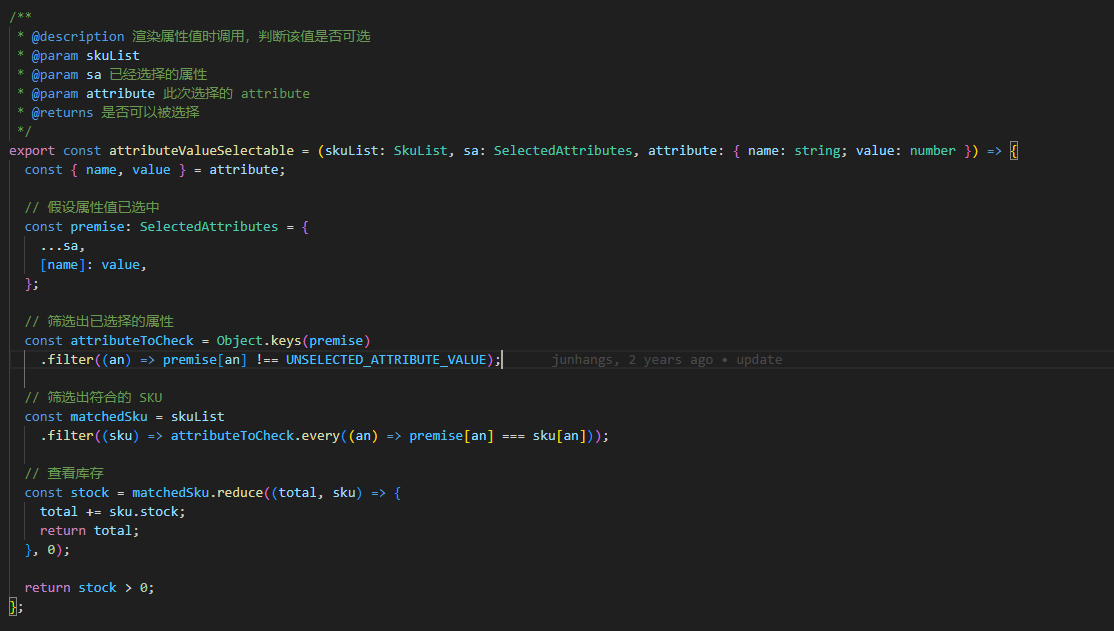 /**
 * @description 渲染属性值时调用，判断该值是否可选
 * @param skuList
 * @param sa 已经选择的属性
 * @param attribute 此次选择的 attribute
 * @returns 是否可以被选择
 */
export const attributeValueSelectable = (skuList: SkuList, sa: SelectedAttributes, attribute: { name: string; value: number }) => {
  const { name, value } = attribute;

  // 假设属性值已选中
  const premise: SelectedAttributes = {
    ...sa,
    [name]: value,
  };

  // 筛选出已选择的属性
  const attributeToCheck = Object.keys(premise)
    .filter((an) => premise[an] !== UNSELECTED_ATTRIBUTE_VALUE); junhangs, 2 years ago • update

  // 筛选出符合的 SKU
  const matchedSku = skuList
    .filter((sku) => attributeToCheck.every((an) => premise[an] === sku[an]));

  // 查看库存
  const stock = matchedSku.reduce((total, sku) => {
    total += sku.stock;
    return total;
  }, 0);

  return stock > 0;
};